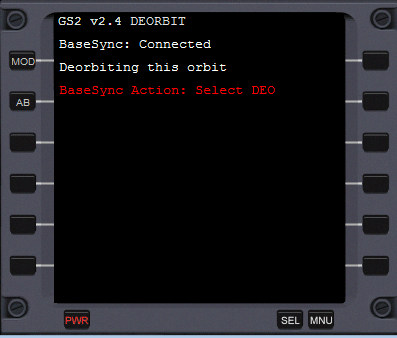 GS2 v2.4 DEORBIT
BaseSync: Connected
Deorbiting this orbit
MOD
BaseSync Action: Select DEO
AB
PWR
SEL MNU